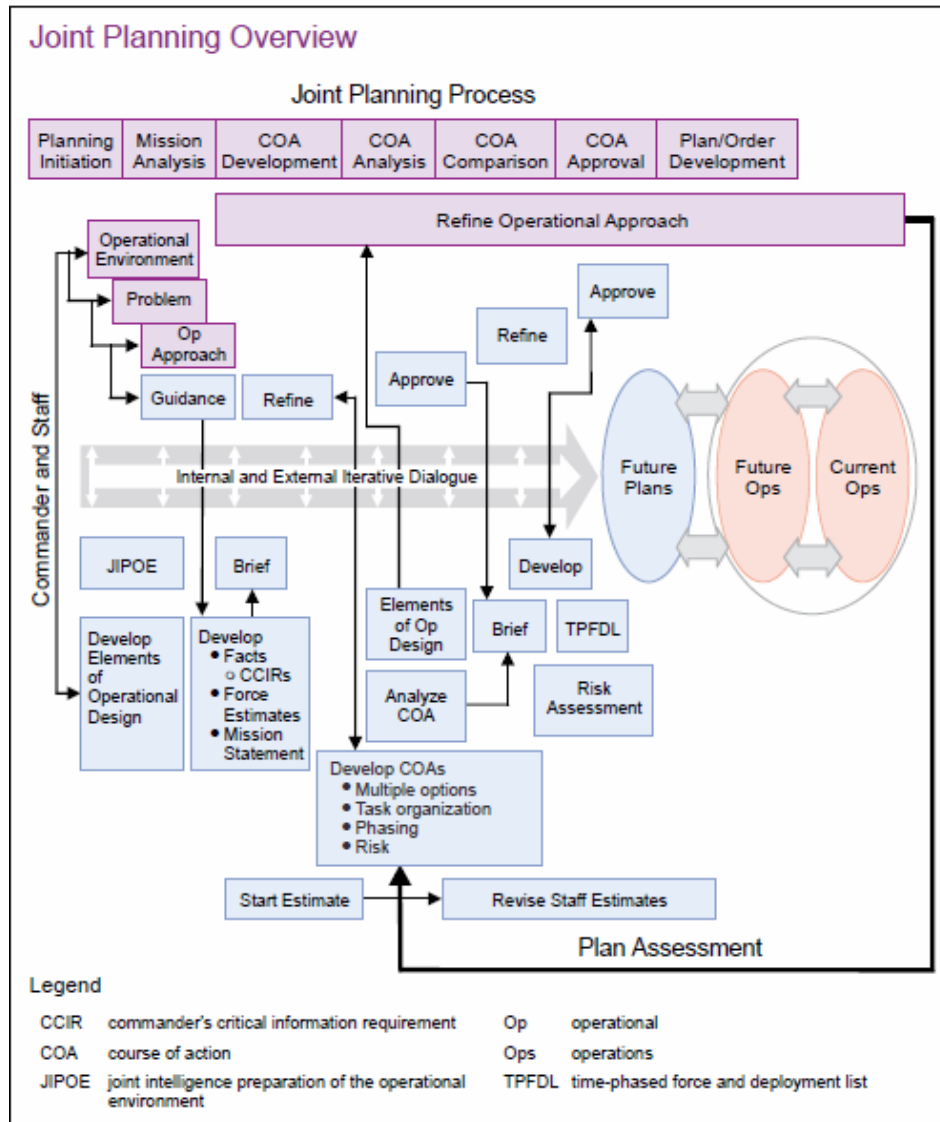 Joint Planning Overview
Joint Planning Process
Planning
Initiation
Mission
Analysis
COA
Development
COA
Analysis
COA
Comparison
COA
Approval
Plan/Order
Development
Refine Operational Approach
Operational
Environment
Problem
Op
Approach
Guidance
Refine
Approve
Refine
Approve
Commander and Staff
Internal and External Iterative Dialogue
Future
Plans
Future
Ops
Current
Ops
JIPOE
Brief
Develop
Elements
of Op
Design
Brief
TPFDL
Develop
Elements
of
Operational
Design
Develop
• Facts
o CCIRs
• Force
Estimates
• Mission
Statement
Analyze
COA
Risk
Assessment
Develop COAs
• Multiple options
• Task organization
• Phasing
• Risk
Start Estimate
Revise Staff Estimates
Plan Assessment
Legend
CCIR commander's critical information requirement
COA course of action
JIPOE joint intelligence preparation of the operational
environment
Op operational
Ops operations
TPFDL time-phased force and deployment list